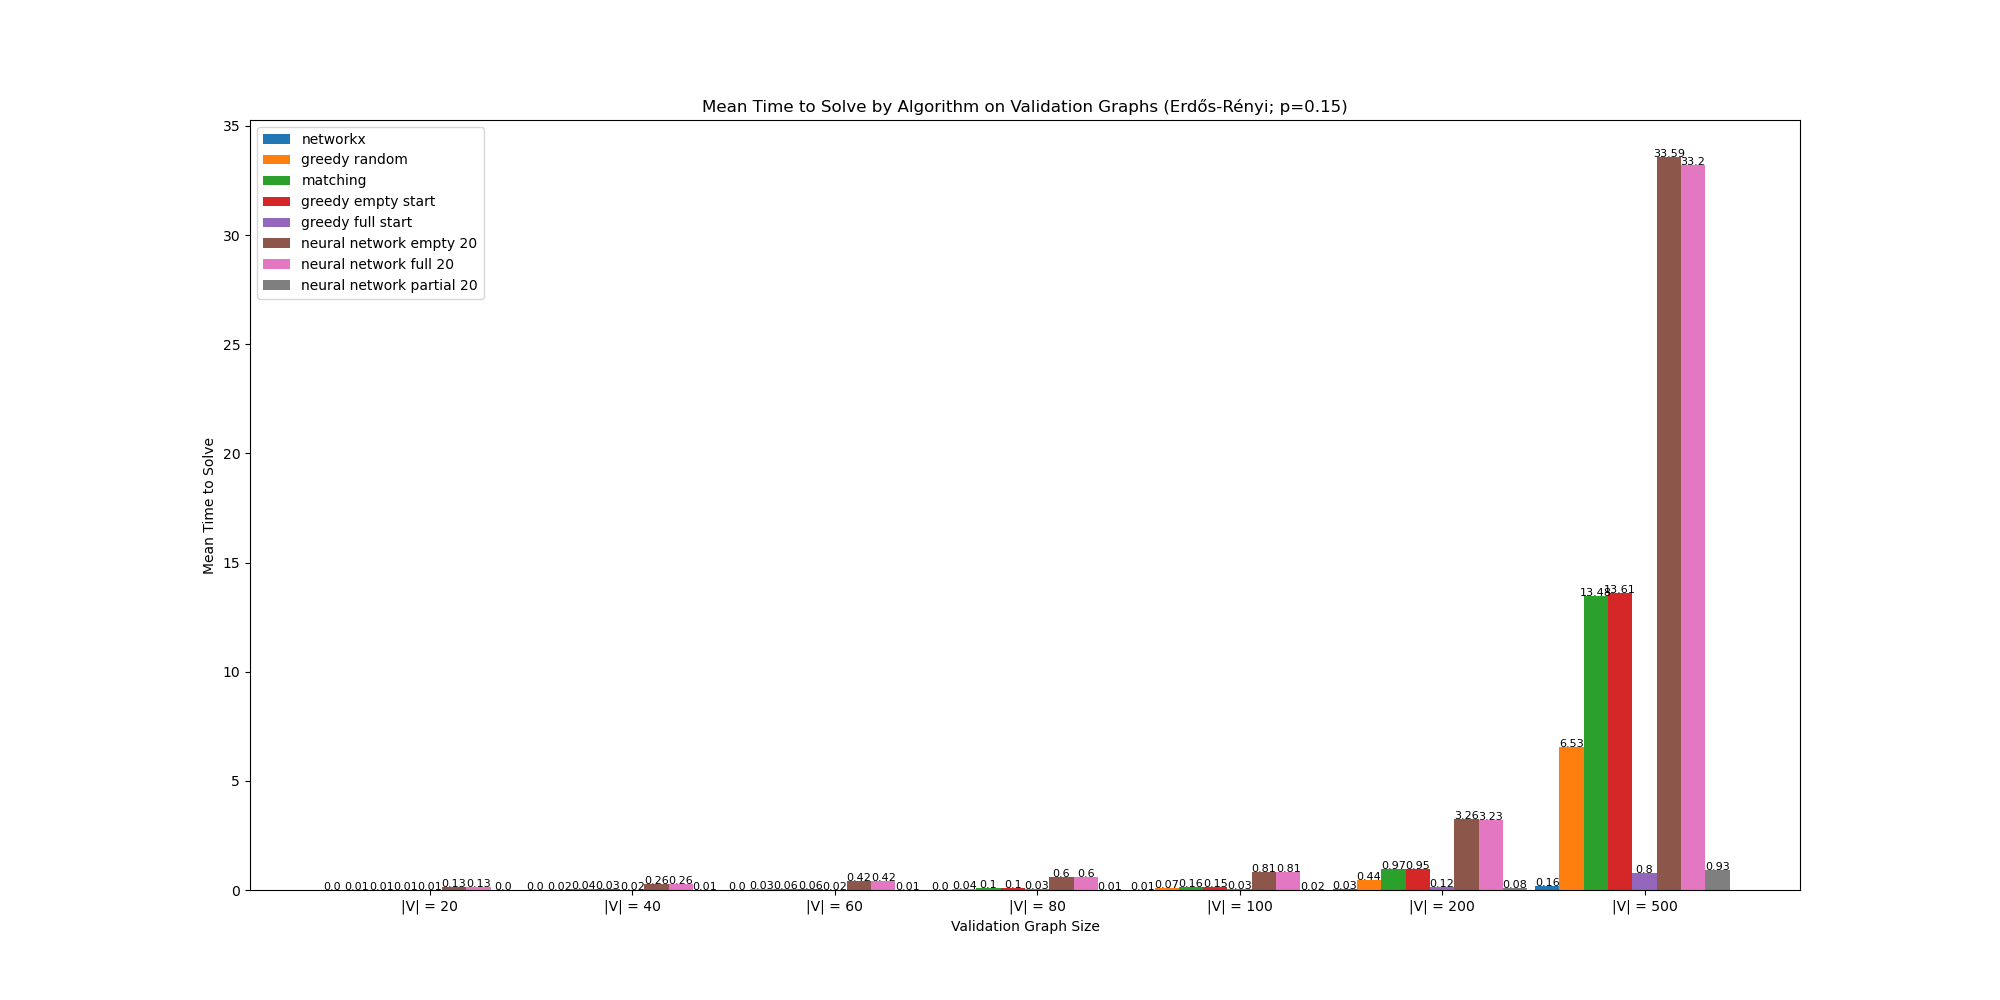 Mean Time to Solve by Algorithm on Validation Graphs (Erdős-Rényi; p=0.15)
networkx
greedy random
matching
greedy empty start
greedy full start
neural network empty 20
neural network full 20
neural network partial 20
Mean Time to Solve
35
30
25
20
15
10
5
0
0.0 0.01 0.01 0.01 0.01 0.13 0.13 0.0
0.0 0.02 0.04 0.03 0.02 0.26 0.26 0.01
0.0 0.03 0.06 0.06 0.02 0.42 0.42 0.01
0.0 0.04 0.1 0.1 0.03 0.6 0.6 0.01
0.01 0.07 0.16 0.15 0.03 0.81 0.81 0.02
0.03 0.44 0.97 0.95 0.12 3.26 3.23 0.08
0.16 6.53 13.48 13.61 0.8 33.59 33.2 0.93
|V| = 20 |V| = 40 |V| = 60 |V| = 80 |V| = 100 |V| = 200 |V| = 500
Validation Graph Size